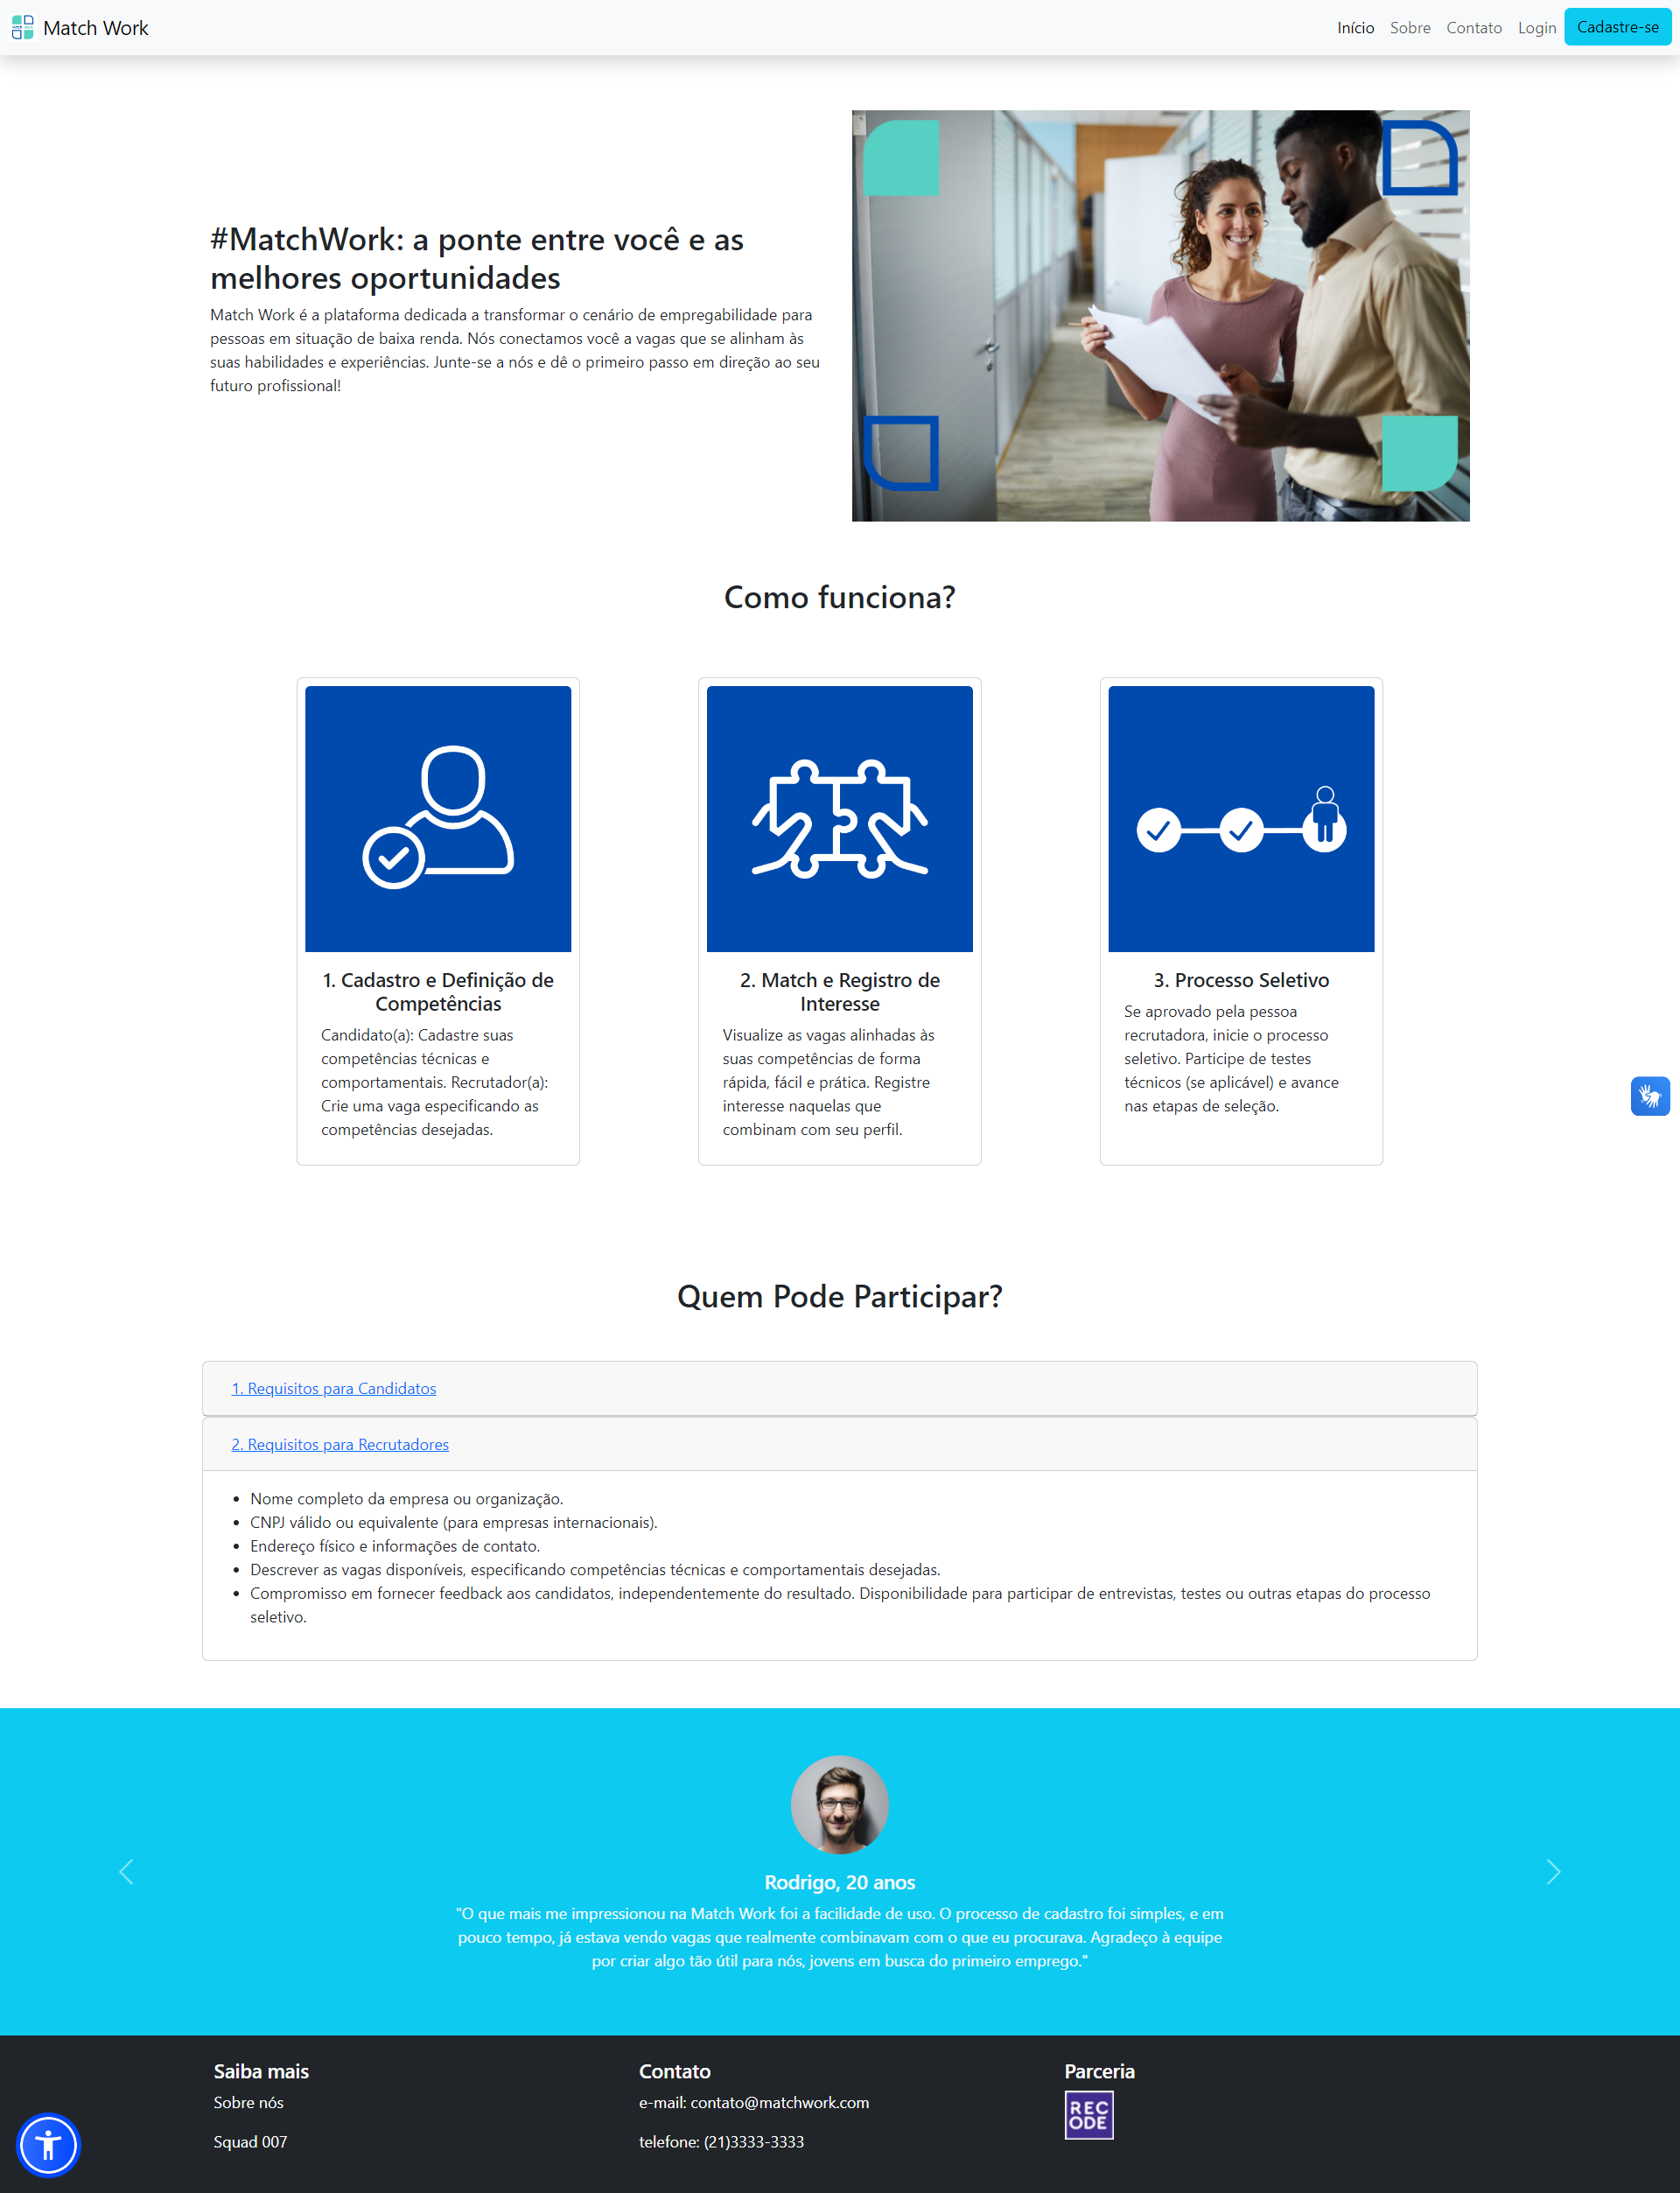 Match Work
Início
Sobre
Contato
Login
Cadastre-se
#MatchWork: a ponte entre você e as
melhores oportunidades
Match Work é a plataforma dedicada a transformar o cenário de empregabilidade para
pessoas em situação de baixa renda. Nós conectamos você a vagas que se alinham às
suas habilidades e experiências. Junte-se a nós e dê o primeiro passo em direção ao seu
futuro profissional!
Como funciona?
1. Cadastro e Definição de
Competências
Candidato(a): Cadastre suas
competências técnicas e
comportamentais. Recrutador(a):
Crie uma vaga especificando as
competências desejadas.
2. Match e Registro de
Interesse
Visualize as vagas alinhadas às
suas competências de forma
rápida, fácil e prática. Registre
interesse naquelas que
combinam com seu perfil.
3. Processo Seletivo
Se aprovado pela pessoa
recrutadora, inicie o processo
seletivo. Participe de testes
técnicos (se aplicável) e avance
nas etapas de seleção.
Quem Pode Participar?
1. Requisitos para Candidatos
2. Requisitos para Recrutadores
• Nome completo da empresa ou organização.
• CNPJ válido ou equivalente (para empresas internacionais).
• Endereço físico e informações de contato.
• Descrever as vagas disponíveis, especificando competências técnicas e comportamentais desejadas.
• Compromisso em fornecer feedback aos candidatos, independentemente do resultado. Disponibilidade para participar de entrevistas, testes ou outras etapas do processo
seletivo.
Rodrigo, 20 anos
"O que mais me impressionou na Match Work foi a facilidade de uso. O processo de cadastro foi simples, e em
pouco tempo, já estava vendo vagas que realmente combinavam com o que eu procurava. Agradeço à equipe
por criar algo tão útil para nós, jovens em busca do primeiro emprego."
Saiba mais
Sobre nós
Squad 007
Contato
e-mail: contato@matchwork.com
telefone: (21)3333-3333
Parceria
REC
ODE